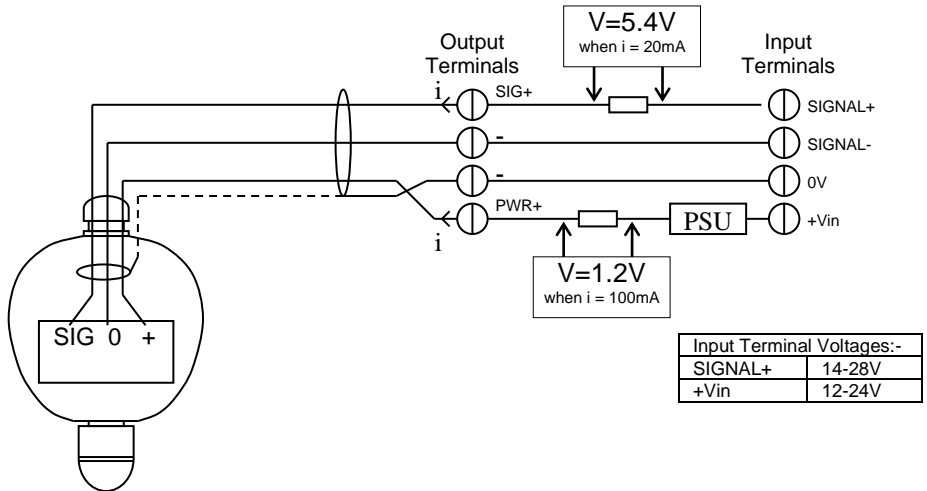 V=5.4V
when i = 20mA
Output
Terminals
Input
Terminals
i
SIG+
SIGNAL+
-
SIGNAL-
-
0V
PWR+
+Vin
i
PSU
V=1.2V
when i = 100mA
SIG 0 +
Input Terminal Voltages:-
SIGNAL+ 14-28V
+Vin 12-24V